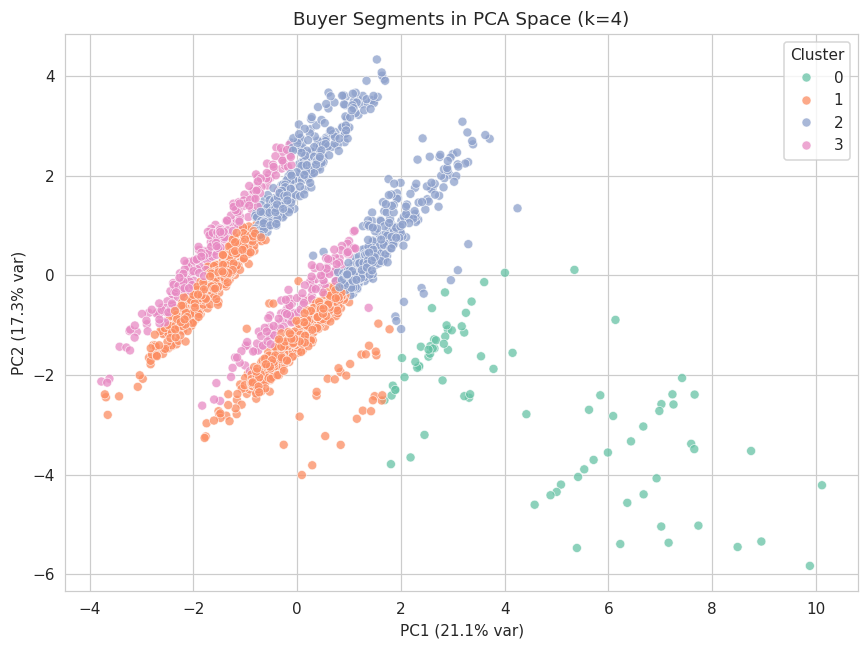 Buyer Segments in PCA Space (k=4)
Cluster
0
1
2
3
4
2
0
−2
−4
−6
PC2 (17.3% var)
−4 −2 0 2 4 6 8 10
PC1 (21.1% var)